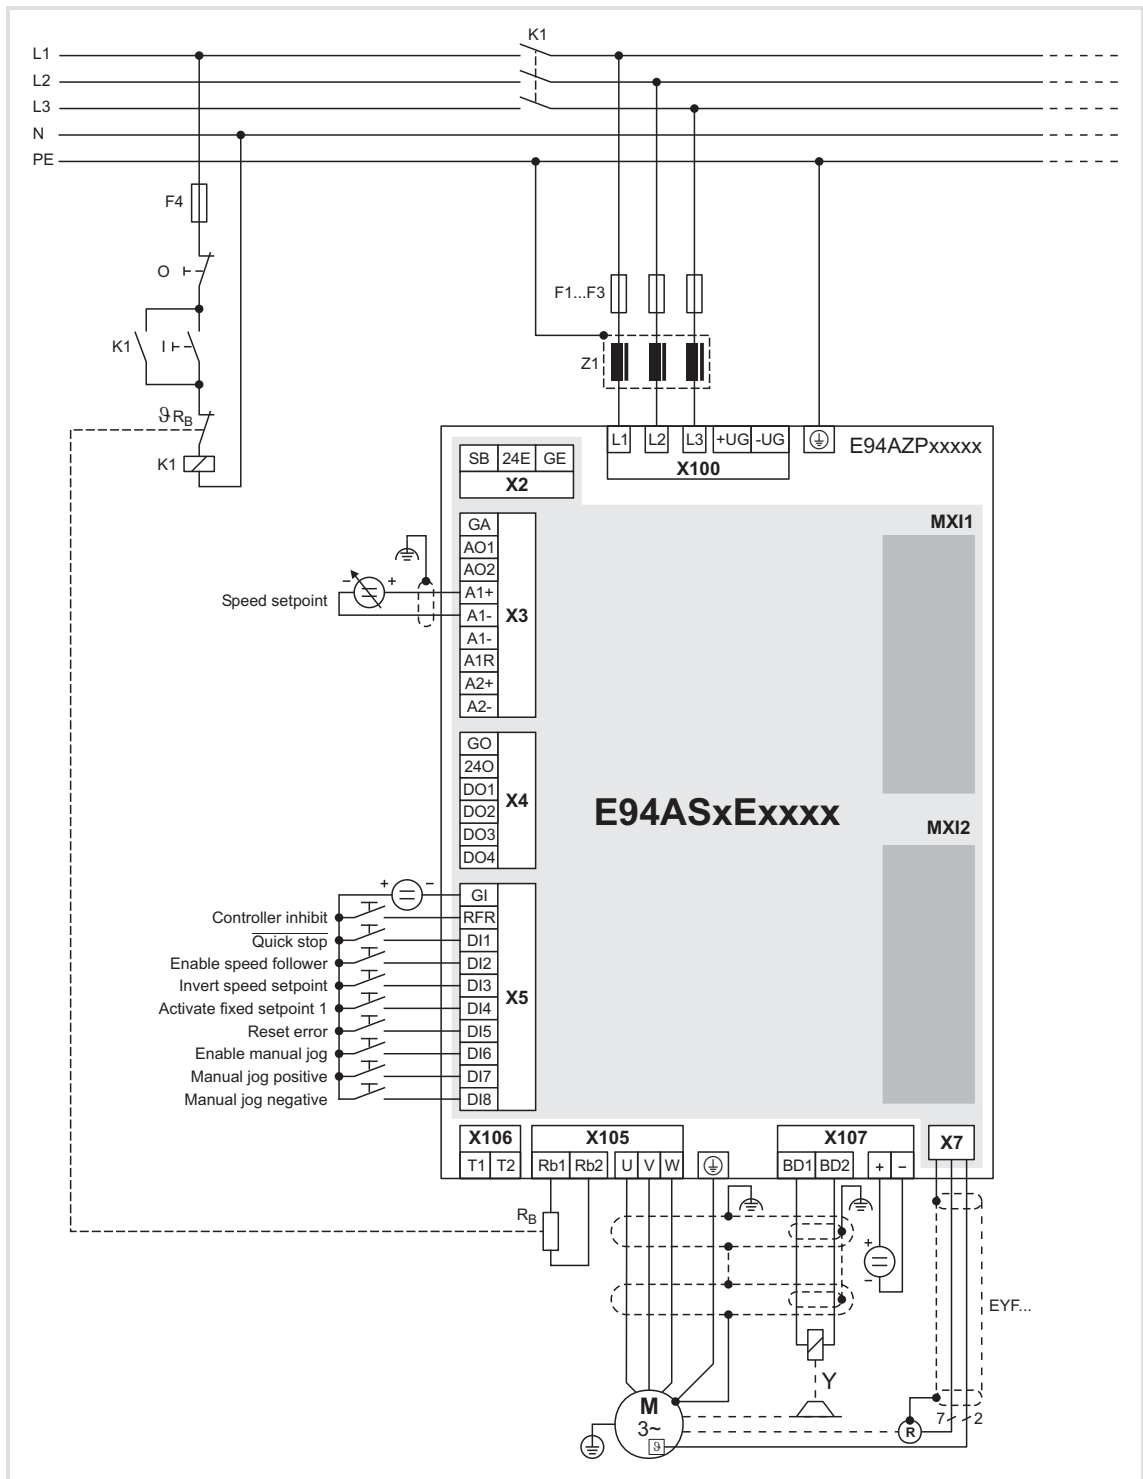 K1
L1
L2
L3
N
PE
F4
O
F1...F3
K1 I
Z1
ϑ RB
K1
L1 L2 L3 +UG -UG
E94AZPxxxxx
X100
SB 24E GE
X2
MXI1
GA
AO1
AO2
- +
A1+
Speed setpoint
A1-
X3
A1-
A1R
A2+
A2-
GO
24O
DO1
X4
DO2
DO3
DO4
E94ASxExxxx
MXI2
+ -
GI
Controller inhibit RFR
Quick stop DI1
Enable speed follower DI2
Invert speed setpoint DI3
X5
Activate fixed setpoint 1 DI4
Reset error DI5
Enable manual jog DI6
Manual jog positive DI7
Manual jog negative DI8
X106 X105 X107 X7
T1 T2 Rb1 Rb2 U V W BD1 BD2 + -
RB
+
-
EYF...
Y
M
3~
ϑ
7 2
R